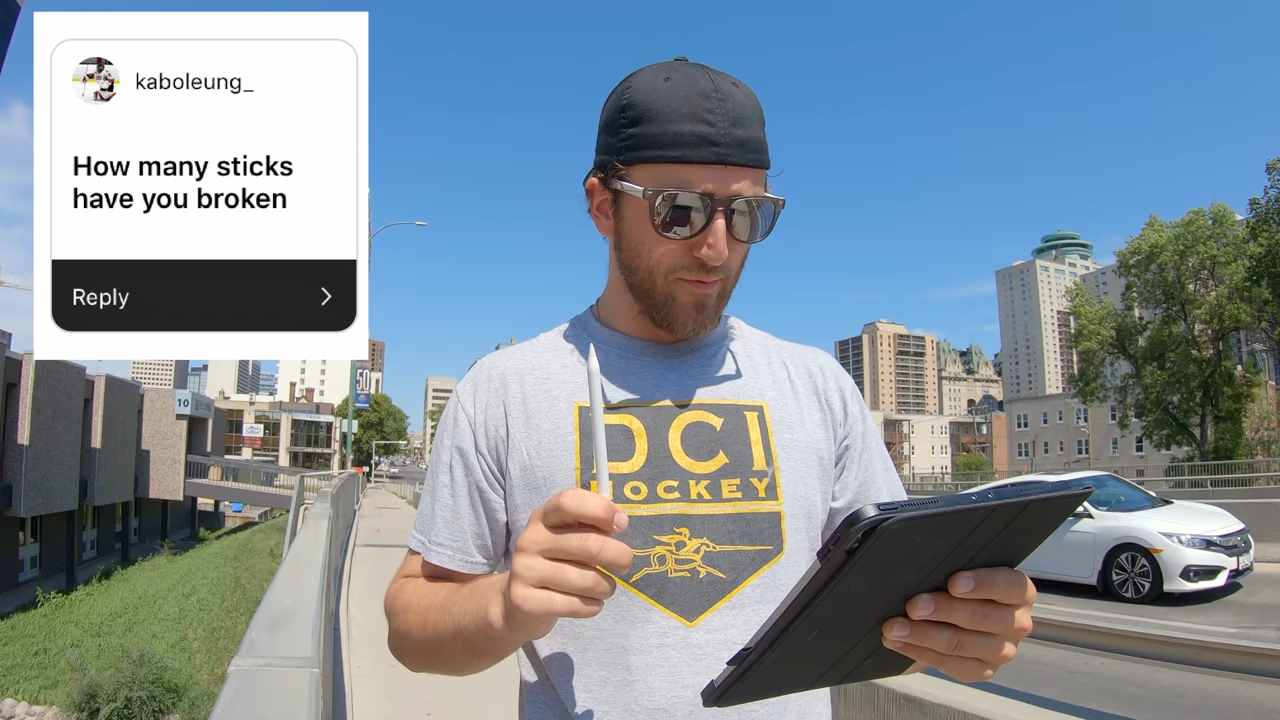 kaboleung_
How many sticks
have you broken
Reply
DCI
HOCKEY
10
50